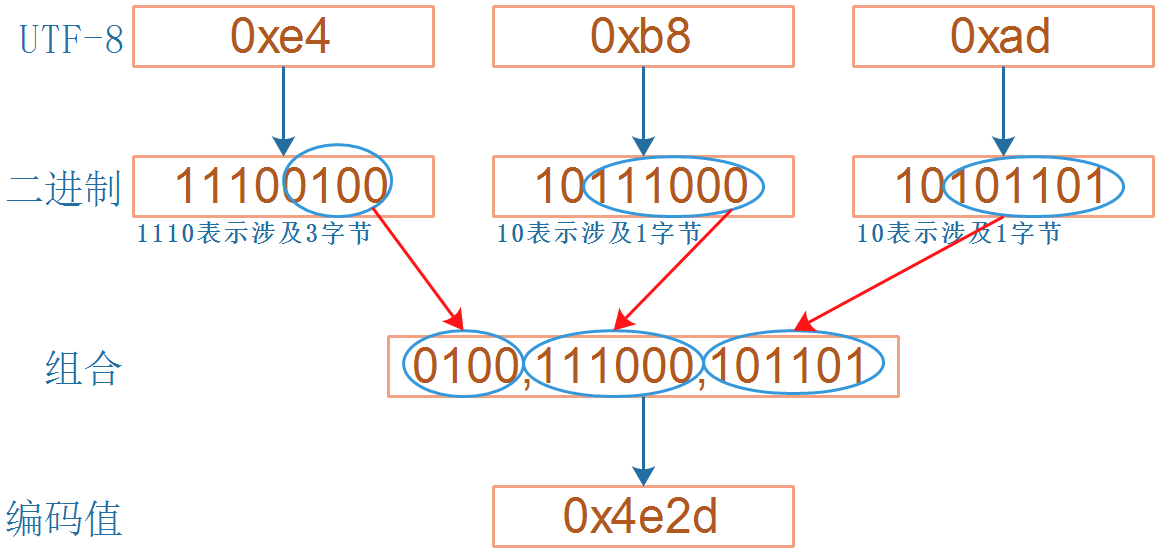 UTF-8 0xe4 0xb8 0xad
二进制 11100100 10111000 10101101
1110表示涉及3字节 10表示涉及1字节 10表示涉及1字节
组合 0100,111000,101101
编码值 0x4e2d